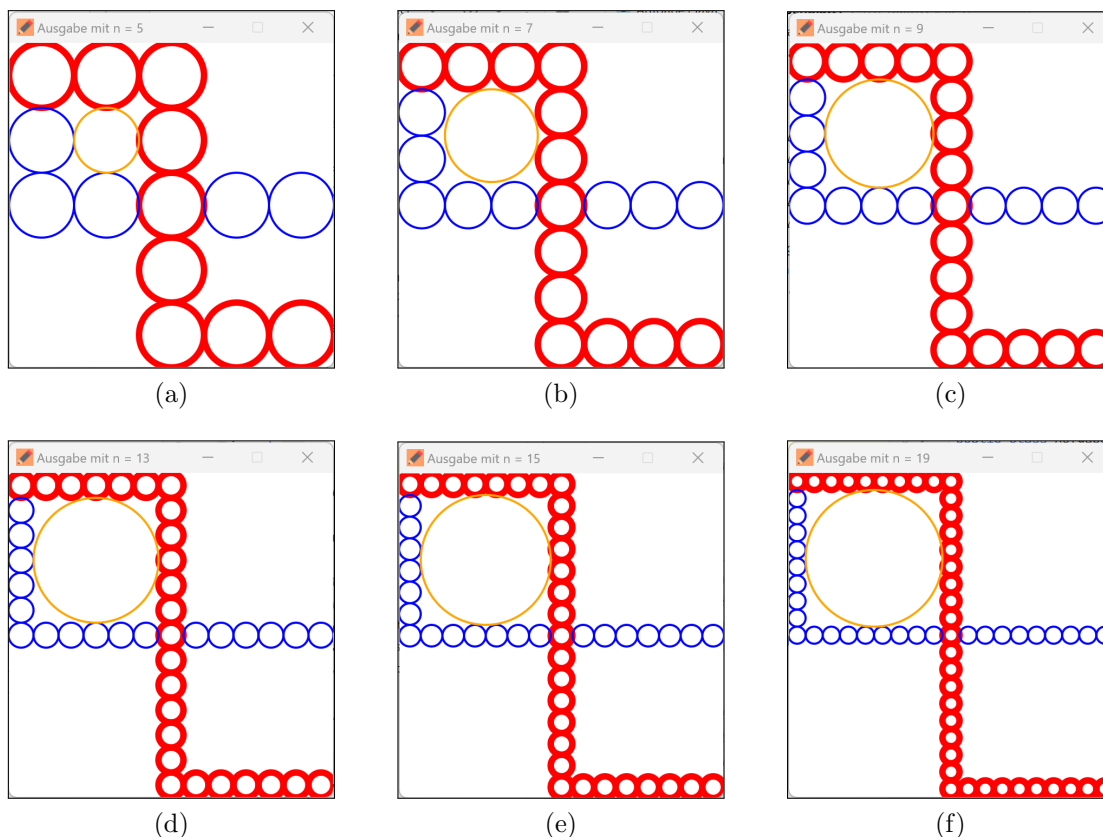 Ausgabe mit n = 5
Ausgabe mit n = 7
Ausgabe mit n = 9
(a)
(b)
(c)
Ausgabe mit n = 13
Ausgabe mit n = 15
Ausgabe mit n = 19
(d)
(e)
(f)